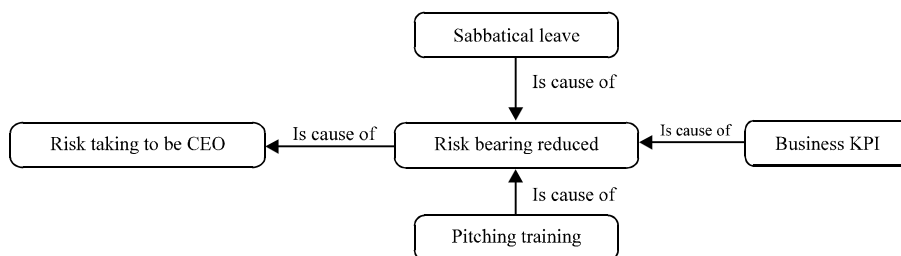 Sabbatical leave
Is cause of
Risk taking to be CEO
Is cause of
Risk bearing reduced
Is cause of
Business KPI
Is cause of
Pitching training